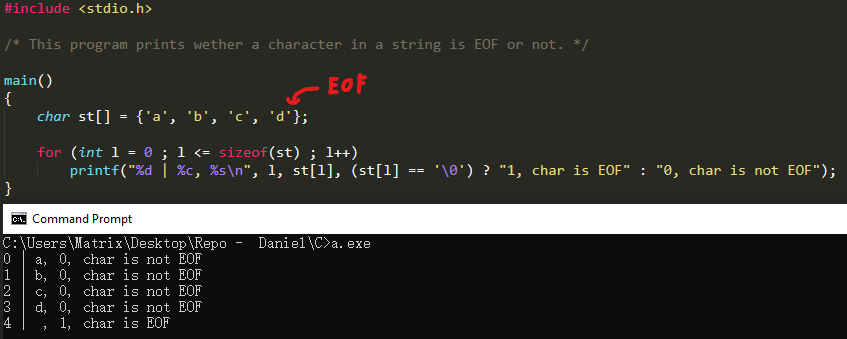 #include <stdio.h>
/* This program prints wether a character in a string is EOF or not. */
main()
EOF
{
char st[] = {'a', 'b', 'c', 'd'};
for (int l = 0 ; l <= sizeof(st) ; l++)
printf("%d | %c, %s\n", l, st[l], (st[l] == '\0') ? "1, char is EOF" : "0, char is not EOF");
}
Command Prompt
C:\Users\Matrix\Desktop\Repo -  Daniel\C>a.exe
0 | a, 0, char is not EOF
1 | b, 0, char is not EOF
2 | c, 0, char is not EOF
3 | d, 0, char is not EOF
4 |  , 1, char is EOF